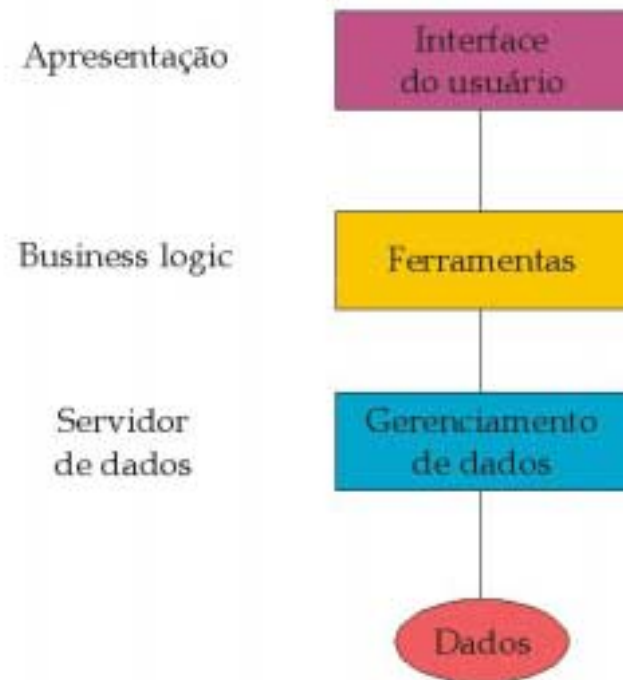 Apresentação
Interface
do usuário
Business logic
Ferramentas
Servidor
de dados
Gerenciamento
de dados
Dados